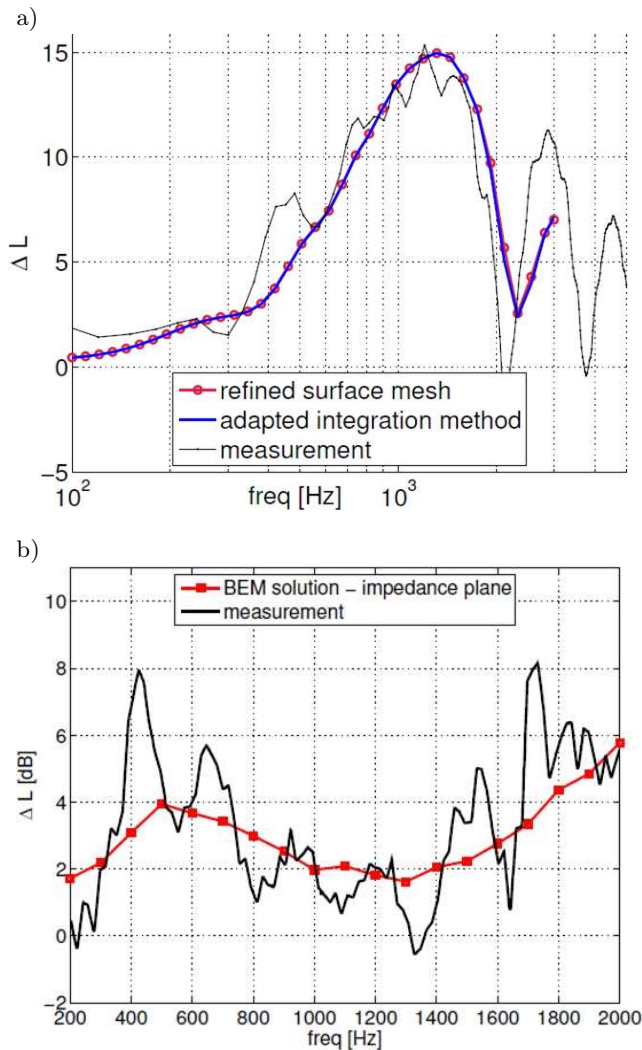 a)
15
10
5
0
−5
Δ L
refined surface mesh
adapted integration method
measurement
10²
10³
freq [Hz]
b)
10
8
6
4
2
0
−2
Δ L [dB]
BEM solution − impedance plane
measurement
200 400 600 800 1000 1200 1400 1600 1800 2000
freq [Hz]